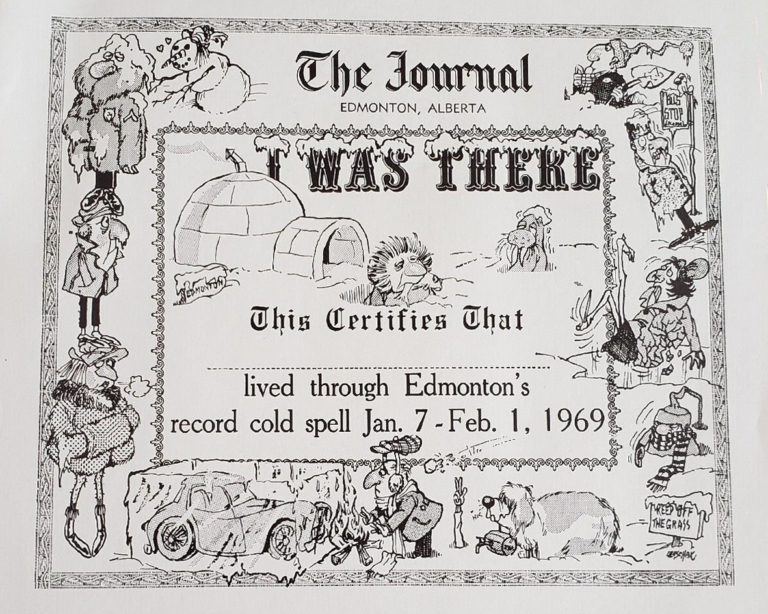 The Journal
EDMONTON, ALBERTA
BUS
STOP
I WAS THERE
EDMONTON
This Certifies That
lived through Edmonton's
record cold spell Jan. 7 - Feb. 1, 1969
KEEP OFF
THE GRASS